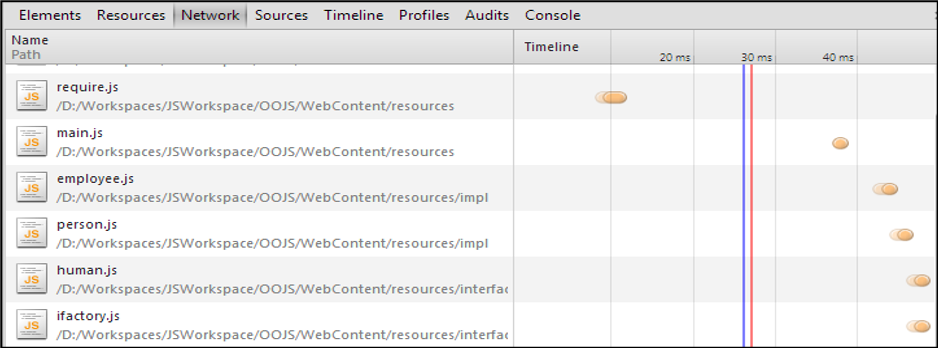 Elements Resources Network Sources Timeline Profiles Audits Console
Name Timeline
Path
20 ms 30 ms 40 ms
JS require.js
/D:/Workspaces/JSWorkspace/OOJS/WebContent/resources
JS main.js
/D:/Workspaces/JSWorkspace/OOJS/WebContent/resources
JS employee.js
/D:/Workspaces/JSWorkspace/OOJS/WebContent/resources/impl
JS person.js
/D:/Workspaces/JSWorkspace/OOJS/WebContent/resources/impl
JS human.js
/D:/Workspaces/JSWorkspace/OOJS/WebContent/resources/interfac
JS ifactory.js
/D:/Workspaces/JSWorkspace/OOJS/WebContent/resources/interfac